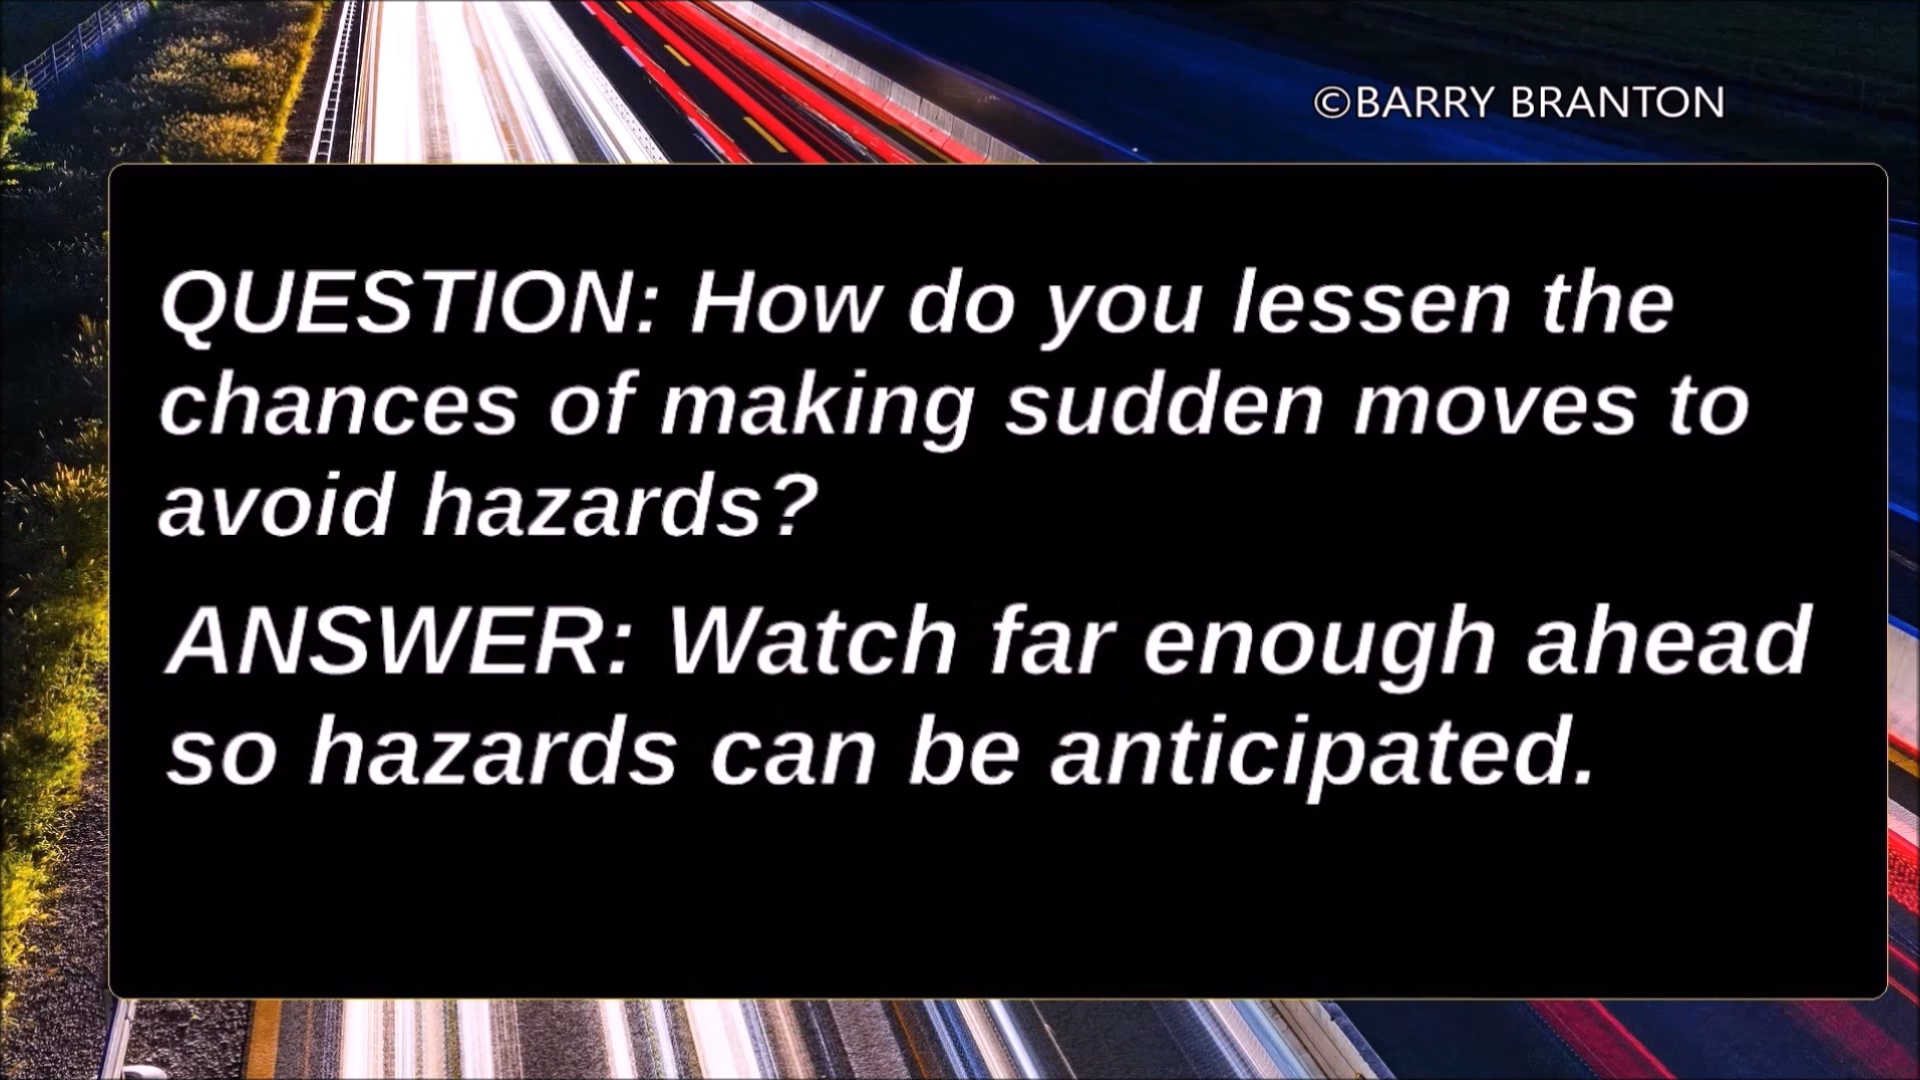 ©BARRY BRANTON
QUESTION: How do you lessen the
chances of making sudden moves to
avoid hazards?
ANSWER: Watch far enough ahead
so hazards can be anticipated.